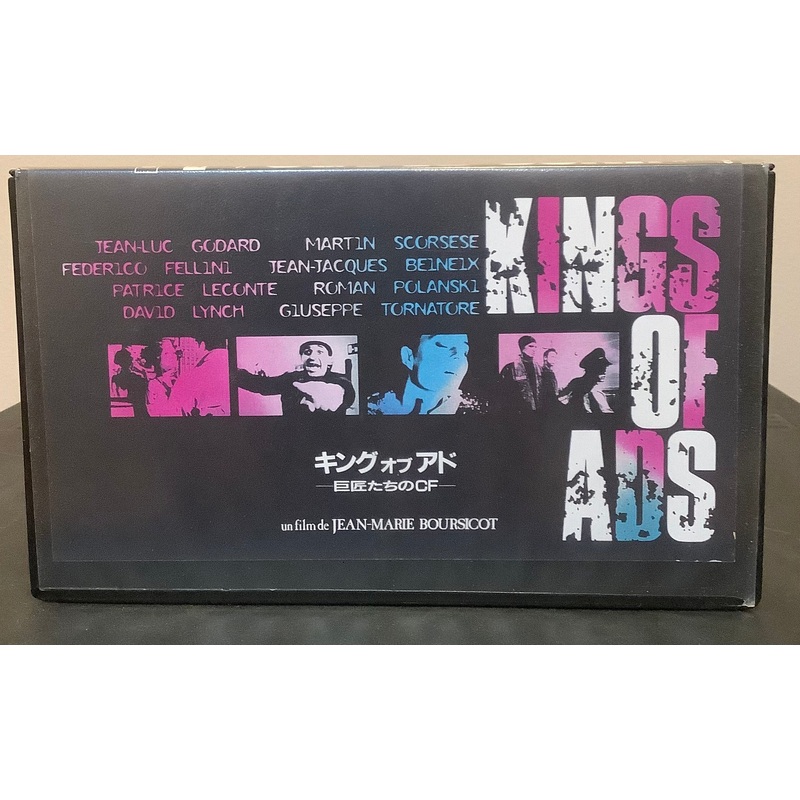 JEAN-LUC GODARD MARTIN SCORSESE
FEDERICO FELLINI JEAN-JACQUES BEINEIX
PATRICE LECONTE ROMAN POLANSKI
DAVID LYNCH GIUSEPPE TORNATORE
KINGS
OF
ADS
キング オブ アド
—巨匠たちのCF—
un film de JEAN-MARIE BOURSICOT